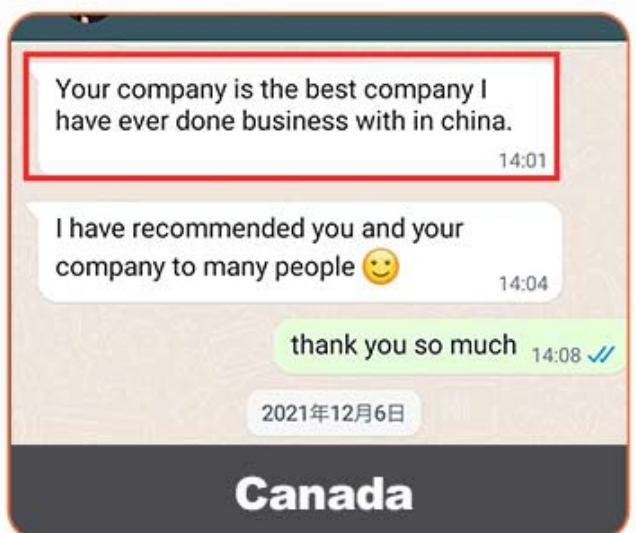 Your company is the best company I
have ever done business with in china.
14:01
I have recommended you and your
company to many people 🙂
14:04
thank you so much 14:08
2021年12月6日
Canada